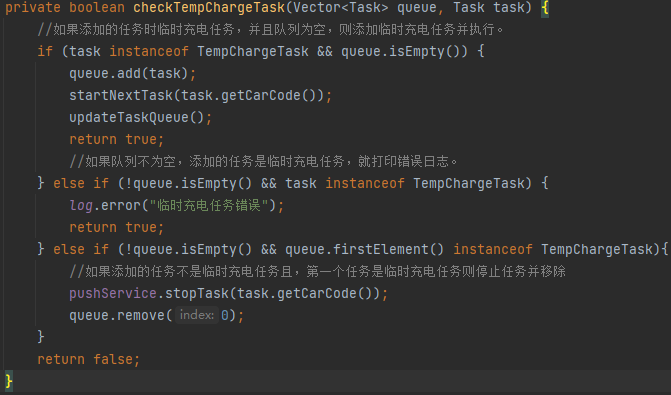 private boolean checkTempChargeTask(Vector<Task> queue, Task task) {
//如果添加的任务时临时充电任务，并且队列为空，则添加临时充电任务并执行。
if (task instanceof TempChargeTask && queue.isEmpty()) {
queue.add(task);
startNextTask(task.getCarCode());
updateTaskQueue();
return true;
//如果队列不为空，添加的任务是临时充电任务，就打印错误日志。
} else if (!queue.isEmpty() && task instanceof TempChargeTask) {
log.error("临时充电任务错误");
return true;
} else if (!queue.isEmpty() && queue.firstElement() instanceof TempChargeTask){
//如果添加的任务不是临时充电任务且，第一个任务是临时充电任务则停止任务并移除
pushService.stopTask(task.getCarCode());
queue.remove( index: 0);
}
return false;
}